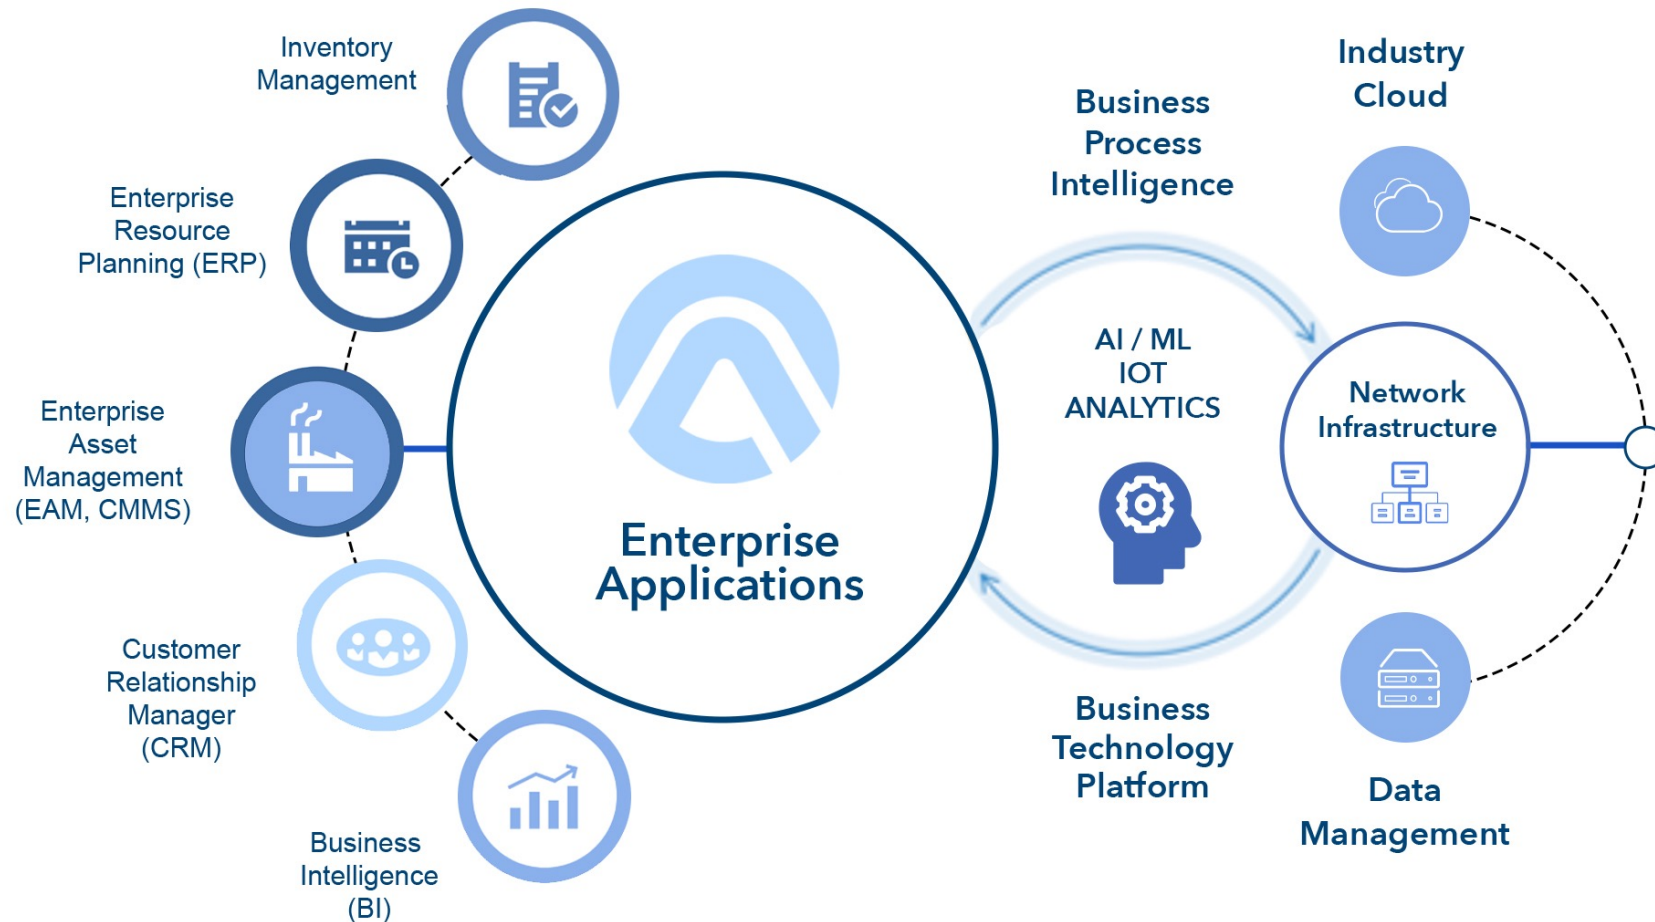 Inventory
Management
Enterprise
Resource
Planning (ERP)
Enterprise
Asset
Management
(EAM, CMMS)
Customer
Relationship
Manager
(CRM)
Business
Intelligence
(BI)
Enterprise
Applications
Business
Process
Intelligence
AI / ML
IOT
ANALYTICS
Business
Technology
Platform
Industry
Cloud
Network
Infrastructure
Data
Management